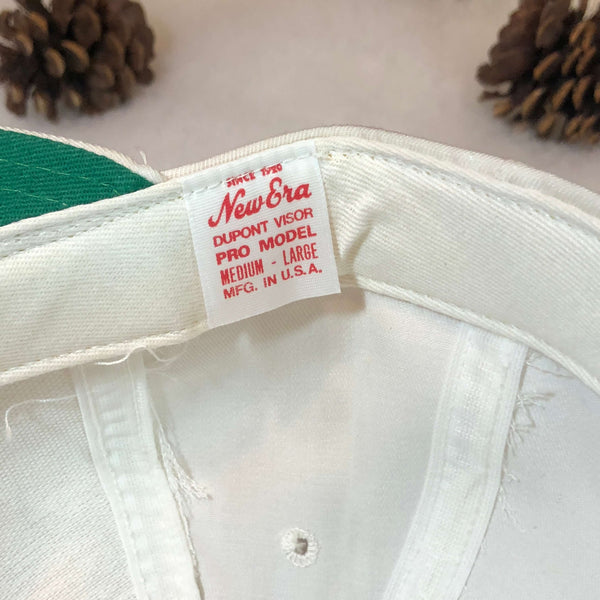 SINCE 1920
New Era
DUPONT VISOR
PRO MODEL
MEDIUM - LARGE
MFG. IN U.S.A.